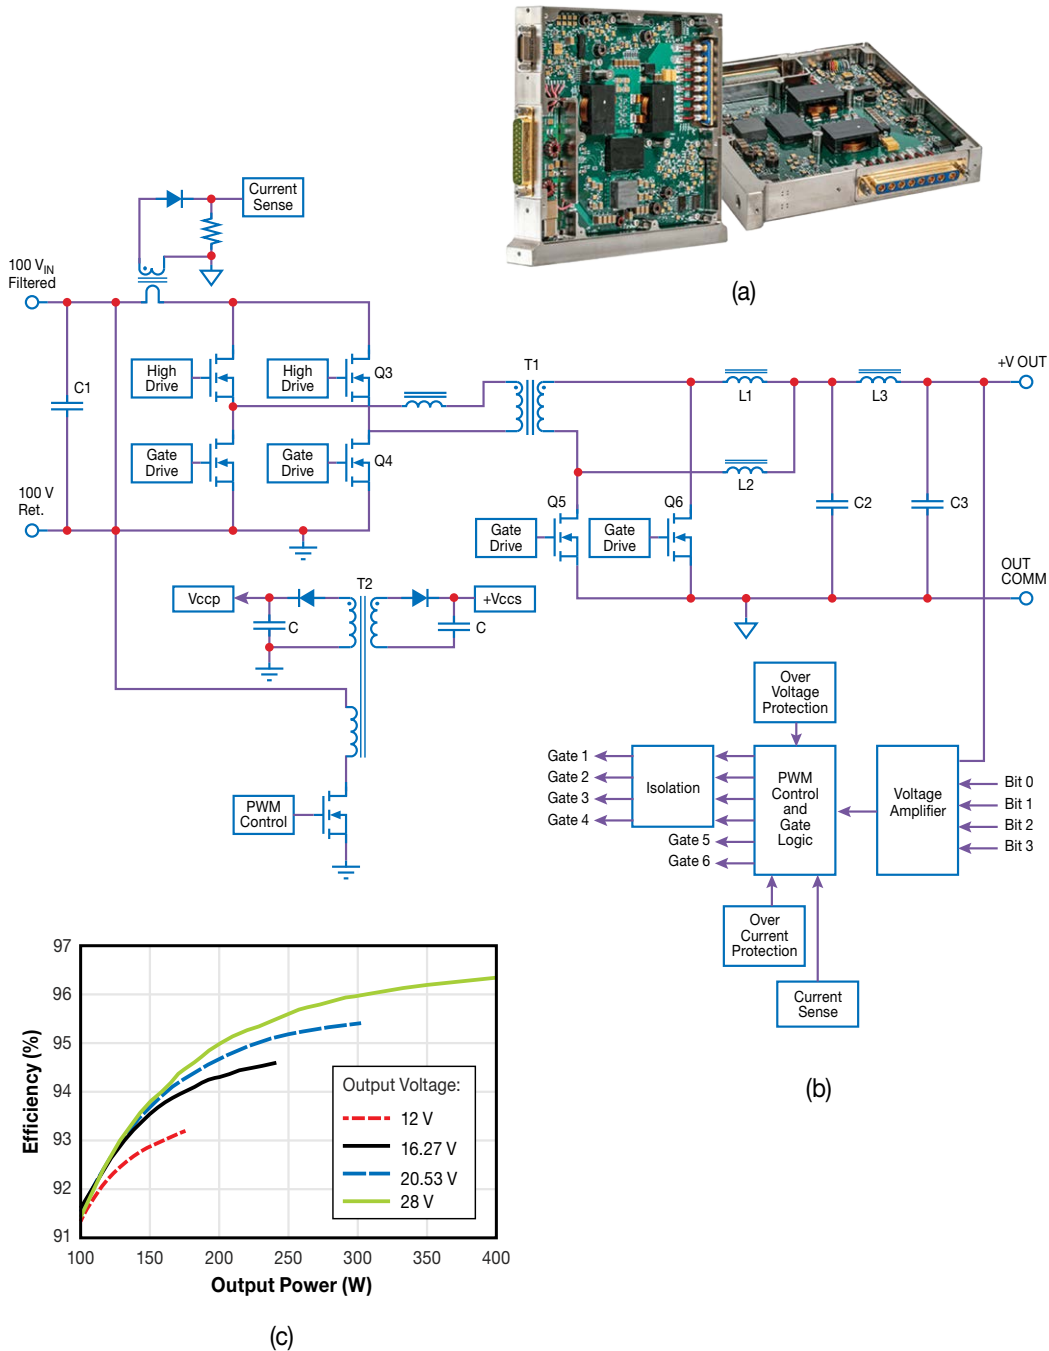 (a)
Current
Sense
100 V_IN
Filtered
C1
High
Drive
High
Drive
Q3
Gate
Drive
Gate
Drive
Q4
100 V
Ret.
T1
L1
L3
+V OUT
L2
C2
C3
Q5
Q6
Gate
Drive
Gate
Drive
OUT
COMM
T2
Vccp
C
C
+Vccs
PWM
Control
Over
Voltage
Protection
Gate 1
Gate 2
Gate 3
Gate 4
Isolation
Gate 5
Gate 6
PWM
Control
and
Gate
Logic
Voltage
Amplifier
Bit 0
Bit 1
Bit 2
Bit 3
Over
Current
Protection
Current
Sense
(b)
97
96
95
94
93
92
91
Efficiency (%)
100 150 200 250 300 350 400
Output Power (W)
Output Voltage:
12 V
16.27 V
20.53 V
28 V
(c)